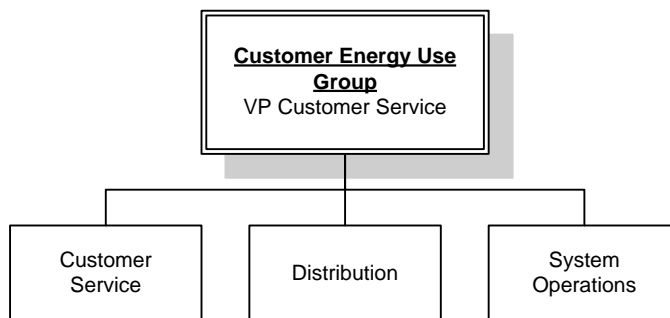 Customer Energy Use
Group
VP Customer Service
Customer
Service
Distribution
System
Operations